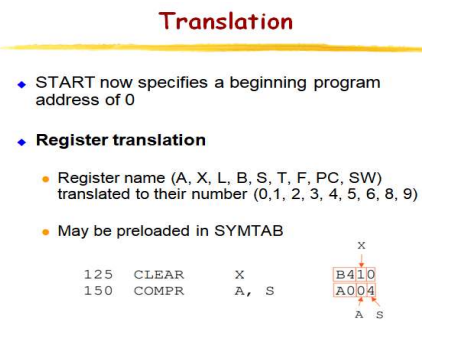 Translation
START now specifies a beginning program
address of 0
Register translation
Register name (A, X, L, B, S, T, F, PC, SW)
translated to their number (0,1, 2, 3, 4, 5, 6, 8, 9)
May be preloaded in SYMTAB
X
125 CLEAR X B410
150 COMPR A, S A004
A S